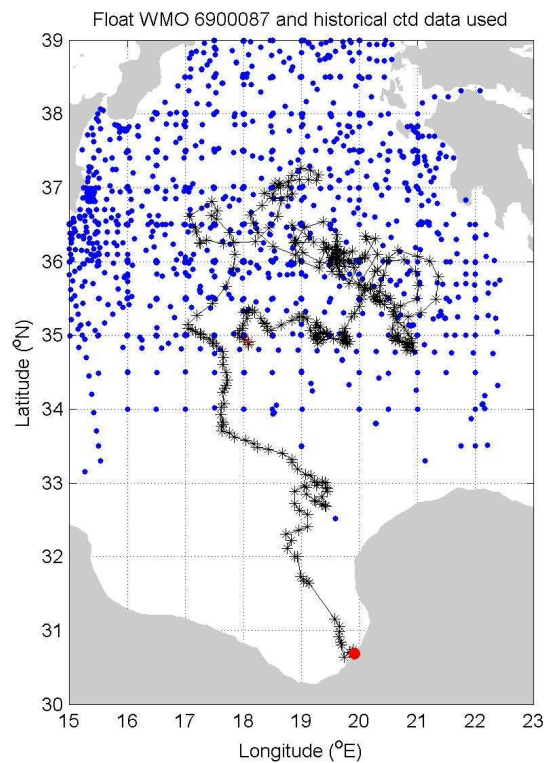 Float WMO 6900087 and historical ctd data used
39
38
37
36
35
34
33
32
31
30
Latitude (°N)
15 16 17 18 19 20 21 22 23
Longitude (°E)